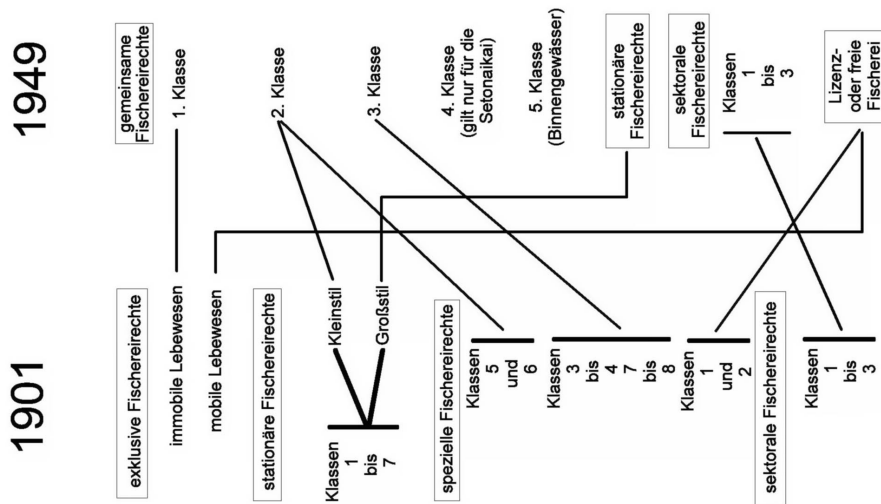 1901
1949
exklusive Fischereirechte
immobile Lebewesen
mobile Lebewesen
stationäre Fischereirechte
Klassen
1
bis
7
Kleinstil
Großstil
spezielle Fischereirechte
Klassen
5
und
6
Klassen
3
bis
4
7
bis
8
Klassen
1
und
2
sektorale Fischereirechte
Klassen
1
bis
3
gemeinsame
Fischereirechte
1. Klasse
2. Klasse
3. Klasse
4. Klasse
(gilt nur für die
Setonaikai)
5. Klasse
(Binnengewässer)
stationäre
Fischereirechte
sektorale
Fischereirechte
Klassen
1
bis
3
Lizenz-
oder freie
Fischerei